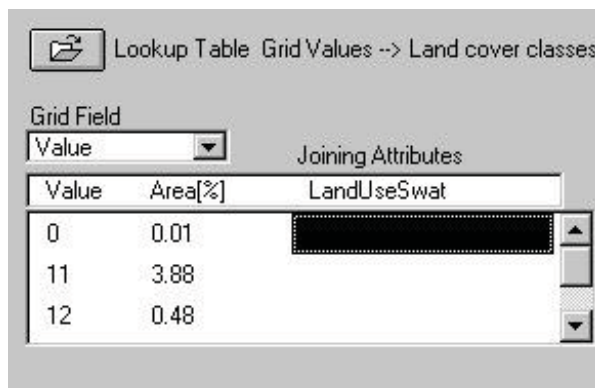 Lookup Table Grid Values --> Land cover classes
Grid Field
Value
Joining Attributes
Value Area[%] LandUseSwat
0 0.01
11 3.88
12 0.48